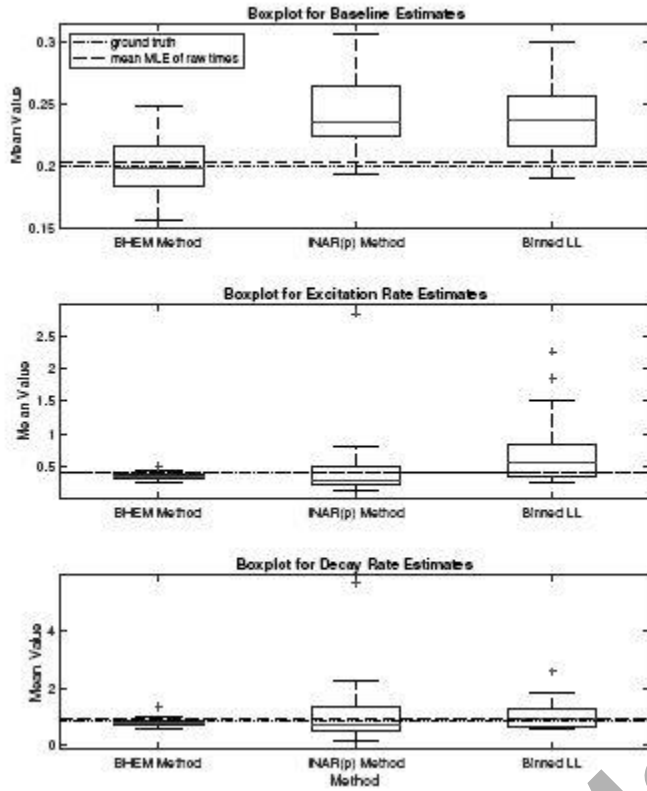 Boxplot for Baseline Estimates
ground truth
mean MLE of raw times
Mean Value
0.3
0.25
0.2
0.15
BHEM Method INAR(p) Method Binned LL
Boxplot for Excitation Rate Estimates
Mean Value
2.5
2
1.5
1
0.5
BHEM Method INAR(p) Method Binned LL
Boxplot for Decay Rate Estimates
Mean Value
4
2
0
BHEM Method INAR(p) Method Binned LL
Method